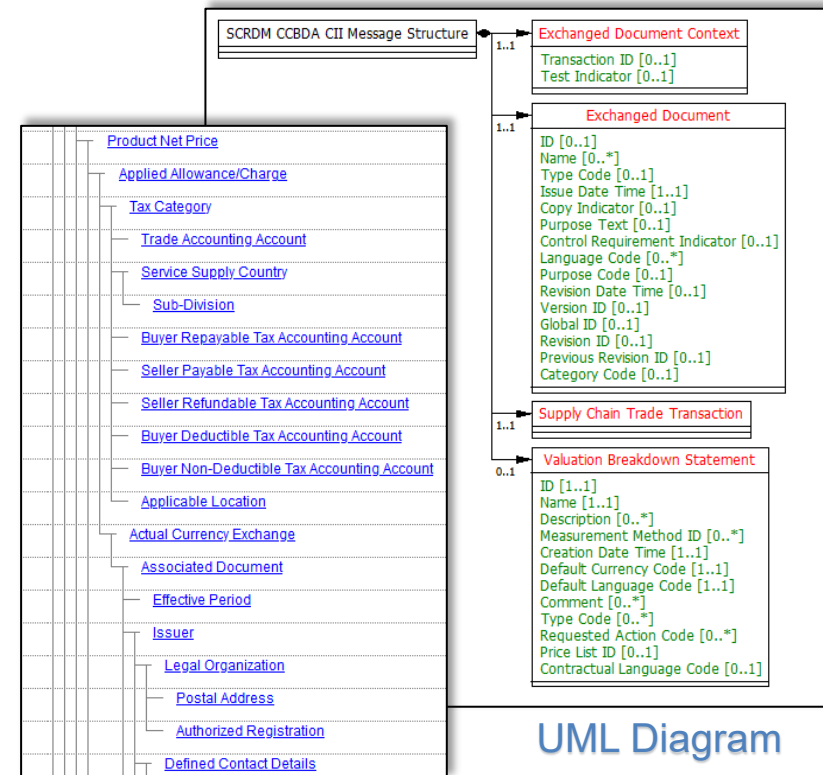 SCRDM CCBDA CII Message Structure
1..1
Exchanged Document Context
Transaction ID [0..1]
Test Indicator [0..1]
1..1
Exchanged Document
ID [0..1]
Name [0..*]
Type Code [0..1]
Issue Date Time [1..1]
Copy Indicator [0..1]
Purpose Text [0..1]
Control Requirement Indicator [0..1]
Language Code [0..*]
Purpose Code [0..1]
Revision Date Time [0..1]
Version ID [0..1]
Global ID [0..1]
Revision ID [0..1]
Previous Revision ID [0..1]
Category Code [0..1]
1..1
Supply Chain Trade Transaction
0..1
Valuation Breakdown Statement
ID [1..1]
Name [1..1]
Description [0..*]
Measurement Method ID [0..*]
Creation Date Time [1..1]
Default Currency Code [1..1]
Default Language Code [1..1]
Comment [0..*]
Type Code [0..*]
Requested Action Code [0..*]
Price List ID [0..1]
Contractual Language Code [0..1]
Product Net Price
Applied Allowance/Charge
Tax Category
Trade Accounting Account
Service Supply Country
Sub-Division
Buyer Repayable Tax Accounting Account
Seller Payable Tax Accounting Account
Seller Refundable Tax Accounting Account
Buyer Deductible Tax Accounting Account
Buyer Non-Deductible Tax Accounting Account
Applicable Location
Actual Currency Exchange
Associated Document
Effective Period
Issuer
Legal Organization
Postal Address
Authorized Registration
Defined Contact Details
UML Diagram